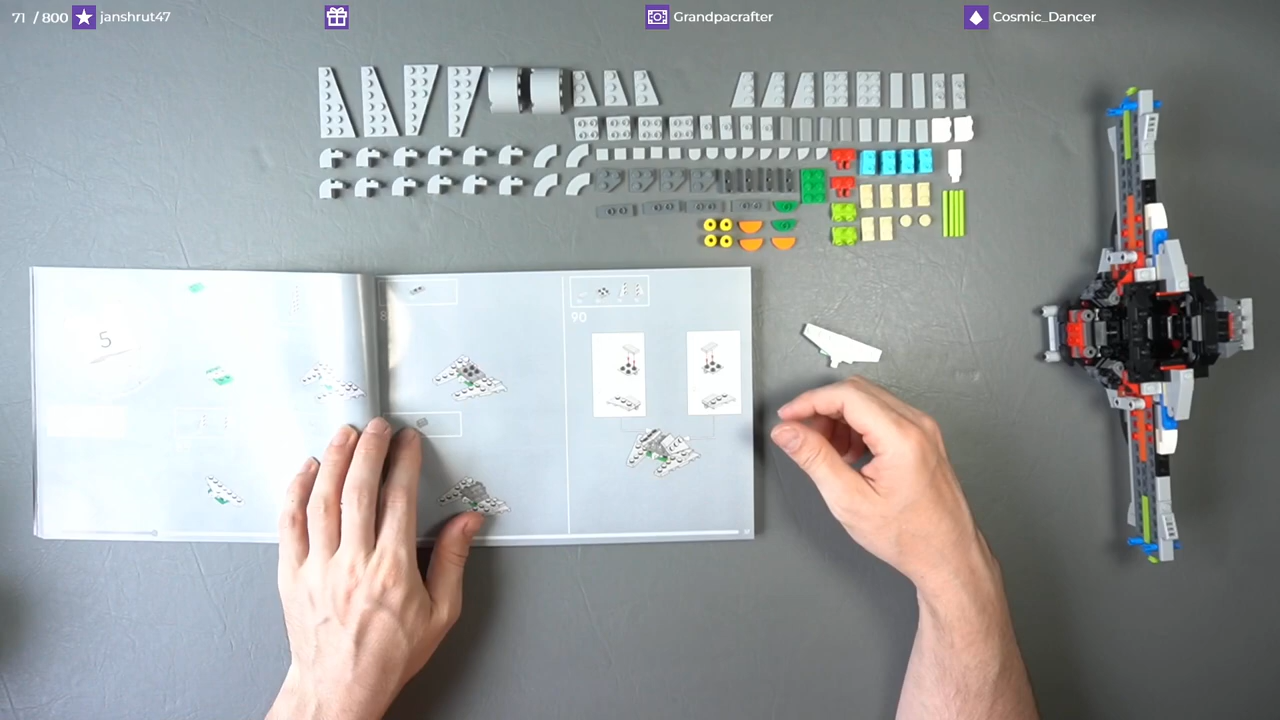 71 / 800 janshrut47
Grandpacrafter
Cosmic_Dancer
5
90